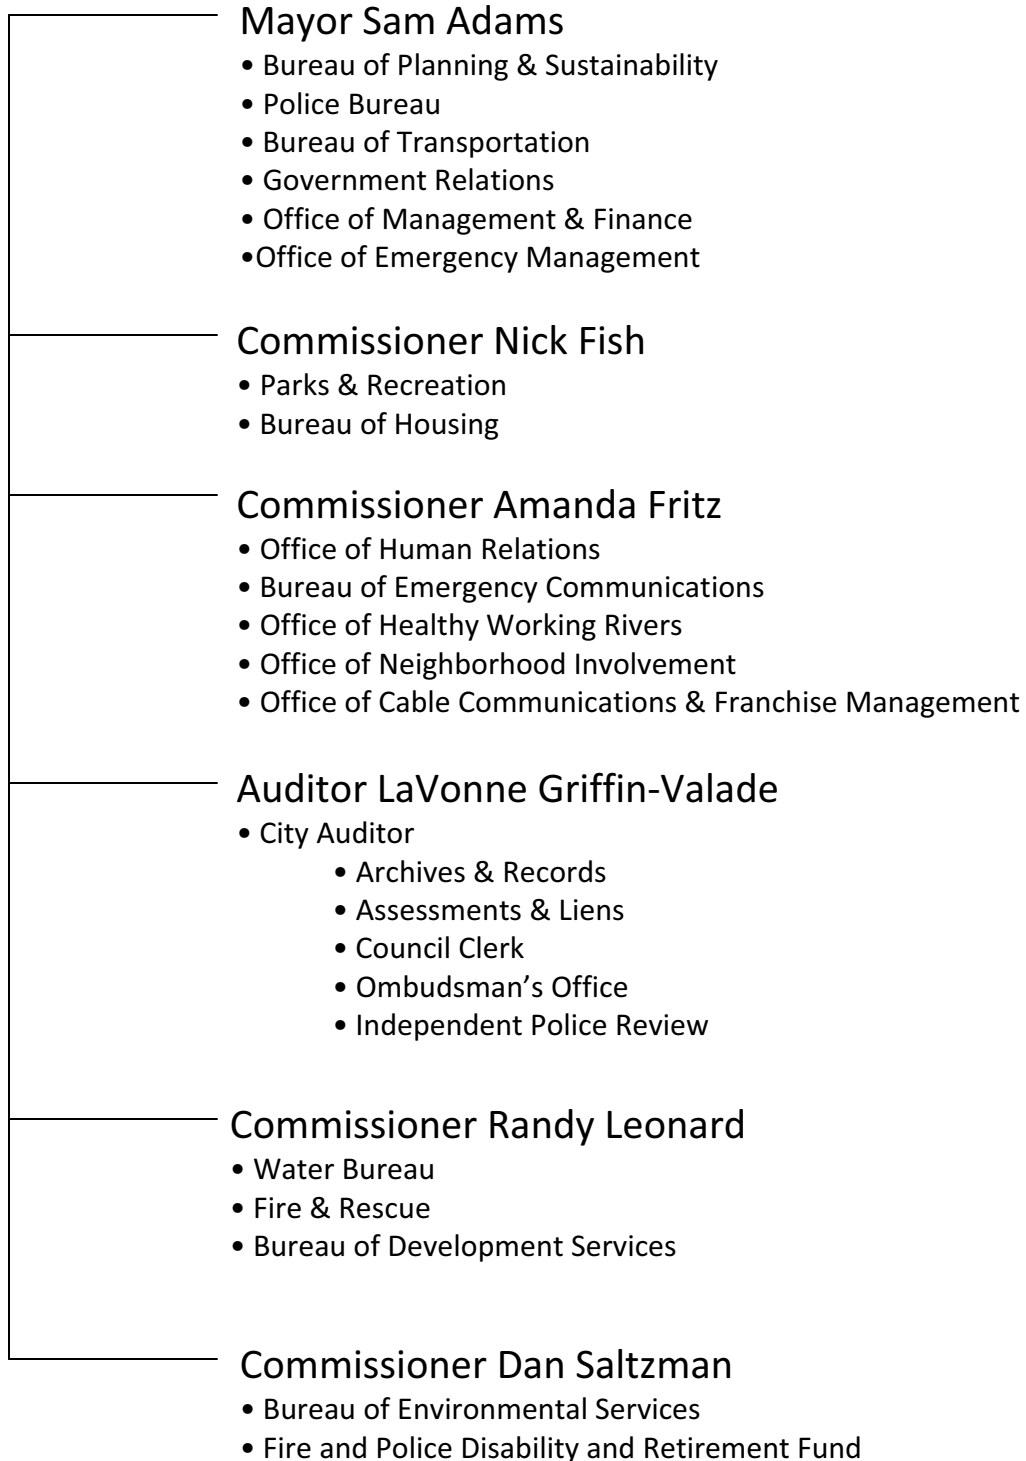 Mayor Sam Adams
• Bureau of Planning & Sustainability
• Police Bureau
• Bureau of Transportation
• Government Relations
• Office of Management & Finance
•Office of Emergency Management
Commissioner Nick Fish
• Parks & Recreation
• Bureau of Housing
Commissioner Amanda Fritz
• Office of Human Relations
• Bureau of Emergency Communications
• Office of Healthy Working Rivers
• Office of Neighborhood Involvement
• Office of Cable Communications & Franchise Management
Auditor LaVonne Griffin-Valade
• City Auditor
• Archives & Records
• Assessments & Liens
• Council Clerk
• Ombudsman’s Office
• Independent Police Review
Commissioner Randy Leonard
• Water Bureau
• Fire & Rescue
• Bureau of Development Services
Commissioner Dan Saltzman
• Bureau of Environmental Services
• Fire and Police Disability and Retirement Fund